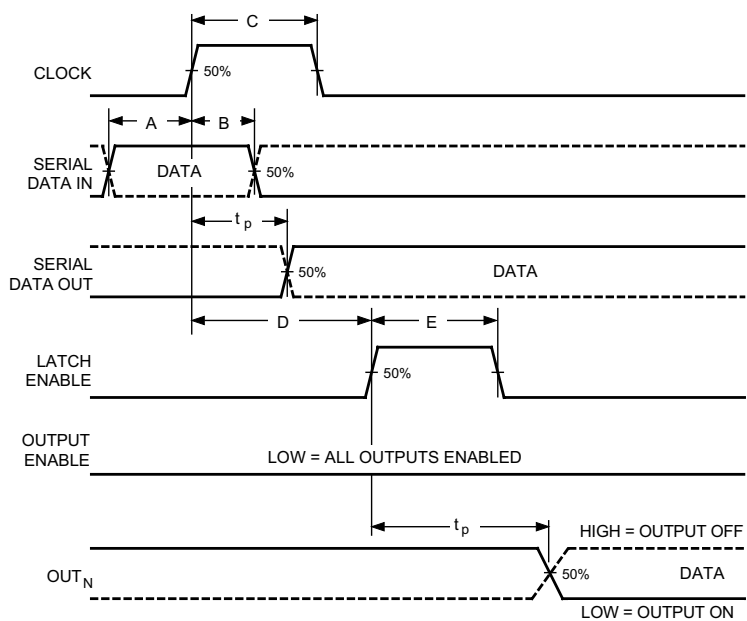 C
CLOCK
50%
A
B
SERIAL
DATA IN
DATA
50%
t p
SERIAL
DATA OUT
50%
DATA
D
E
LATCH
ENABLE
50%
OUTPUT
ENABLE
LOW = ALL OUTPUTS ENABLED
t p
HIGH = OUTPUT OFF
OUT N
50%
DATA
LOW = OUTPUT ON